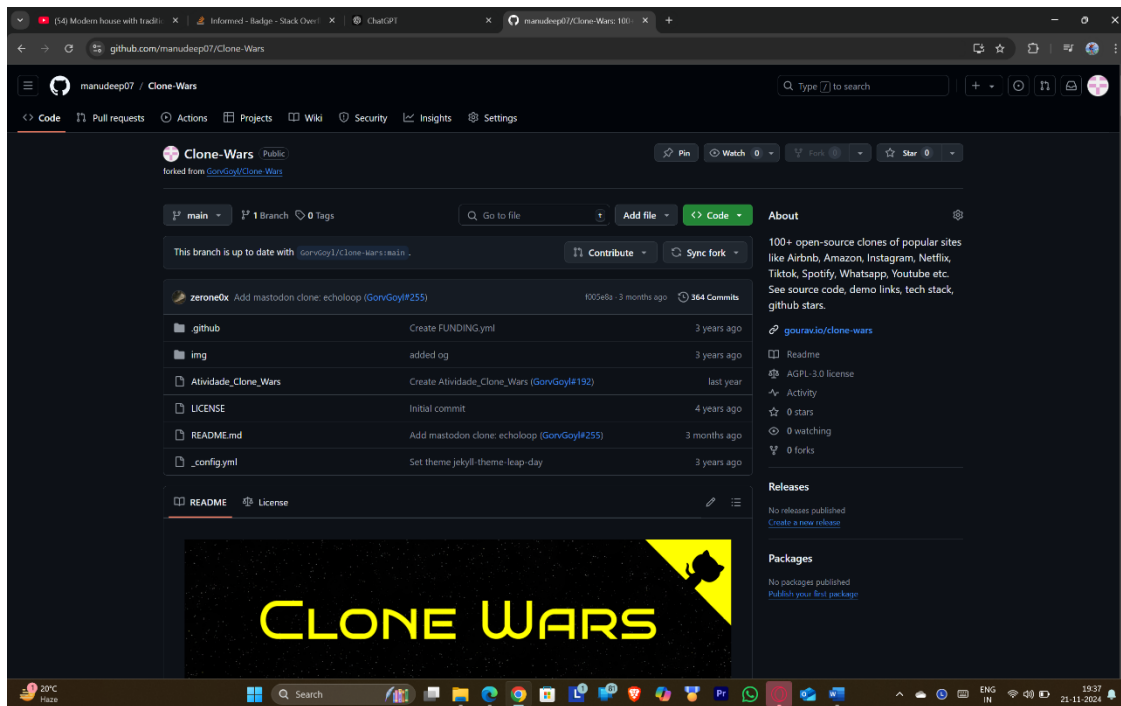 (54) Modern house with traditi
Informed - Badge - Stack Overf
ChatGPT
manudeep07/Clone-Wars: 100+
github.com/manudeep07/Clone-Wars
manudeep07 / Clone-Wars
Type / to search
Code Pull requests Actions Projects Wiki Security Insights Settings
Clone-Wars Public
Pin Watch 0 Fork 0 Star 0
forked from GorvGoyl/Clone-Wars
main 1 Branch 0 Tags
Go to file t Add file Code
This branch is up to date with GorvGoyl/Clone-Wars:main .
Contribute Sync fork
zerone0x Add mastodon clone: echoloop (GorvGoyl#255) f005e8a · 3 months ago 364 Commits
.github Create FUNDING.yml 3 years ago
img added og 3 years ago
Atividade_Clone_Wars Create Atividade_Clone_Wars (GorvGoyl#192) last year
LICENSE Initial commit 4 years ago
README.md Add mastodon clone: echoloop (GorvGoyl#255) 3 months ago
_config.yml Set theme jekyll-theme-leap-day 3 years ago
README License
CLONE WARS
About
100+ open-source clones of popular sites
like Airbnb, Amazon, Instagram, Netflix,
Tiktok, Spotify, Whatsapp, Youtube etc.
See source code, demo links, tech stack,
github stars.
gourav.io/clone-wars
Readme
AGPL-3.0 license
Activity
0 stars
0 watching
0 forks
Releases
No releases published
Create a new release
Packages
No packages published
Publish your first package
20°C
Haze
Search
ENG
IN
19:37
21-11-2024